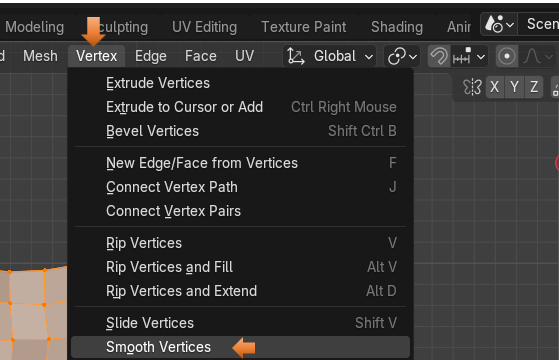 Modeling Sculpting UV Editing Texture Paint Shading Ani Scen
d Mesh Vertex Edge Face UV Global
X Y Z
Extrude Vertices
Extrude to Cursor or Add Ctrl Right Mouse
Bevel Vertices Shift Ctrl B
New Edge/Face from Vertices F
Connect Vertex Path J
Connect Vertex Pairs
Rip Vertices V
Rip Vertices and Fill Alt V
Rip Vertices and Extend Alt D
Slide Vertices Shift V
Smooth Vertices